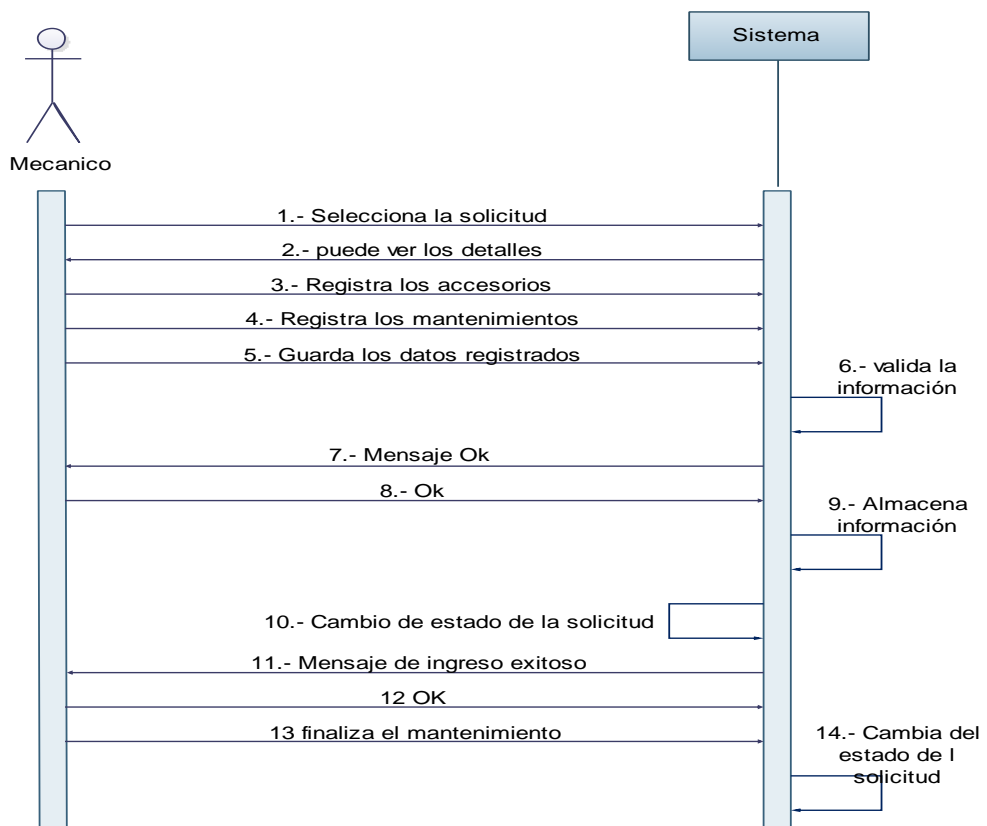 Sistema
Mecanico
1.- Selecciona la solicitud
2.- puede ver los detalles
3.- Registra los accesorios
4.- Registra los mantenimientos
5.- Guarda los datos registrados
6.- valida la
información
7.- Mensaje Ok
8.- Ok
9.- Almacena
información
10.- Cambio de estado de la solicitud
11.- Mensaje de ingreso exitoso
12 OK
13 finaliza el mantenimiento
14.- Cambia del
estado de l
solicitud